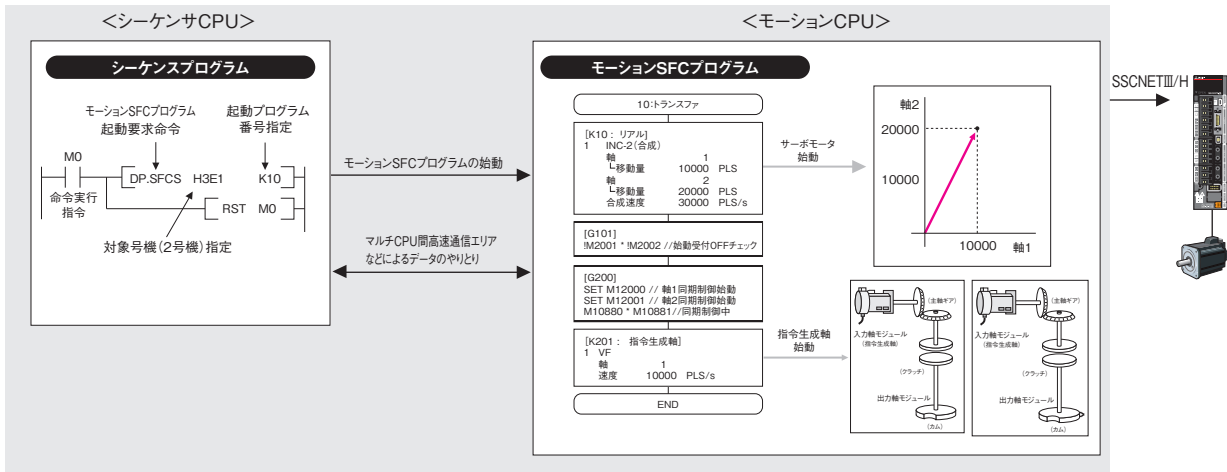 ＜シーケンサCPU＞
シーケンスプログラム
モーションSFCプログラム
起動要求命令
起動プログラム
番号指定
M0
DP.SFCS H3E1 K10
命令実行
指令
RST M0
対象号機(2号機)指定
モーションSFCプログラムの始動
マルチCPU間高速通信エリア
などによるデータのやりとり
＜モーションCPU＞
モーションSFCプログラム
10:トランスファ
[K10： リアル]
1 INC-2(合成)
軸 1
移動量 10000 PLS
軸 2
移動量 20000 PLS
合成速度 30000 PLS/s
[G101]
!M2001 * !M2002 //始動受付OFFチェック
[G200]
SET M12000 // 軸1同期制御始動
SET M12001 // 軸2同期制御始動
M10880 * M10881//同期制御中
[K201： 指令生成軸]
1 VF
軸 1
速度 10000 PLS/s
END
サーボモータ
始動
軸2
20000
10000
10000 軸1
指令生成軸
始動
(主軸ギア)
入力軸モジュール
(指令生成軸)
(クラッチ)
出力軸モジュール
(カム)
(主軸ギア)
入力軸モジュール
(指令生成軸)
(クラッチ)
出力軸モジュール
(カム)
SSCNETⅢ/H